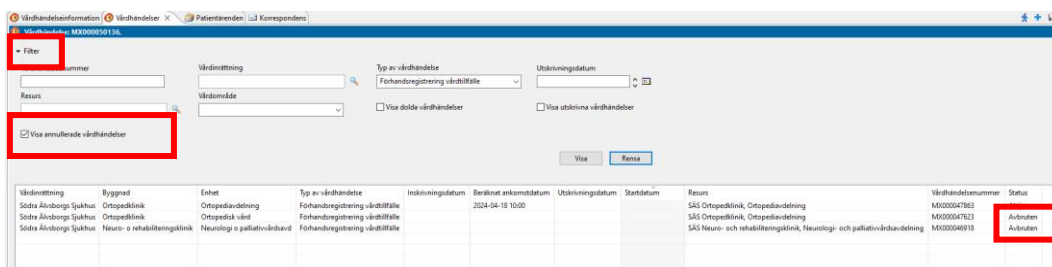 Vårdhändelseinformation Vårdhändelser Patientärenden Korrespondens
Vårdhändelse: MX000050136,
Filter
Vårdinrättning Typ av vårdhändelse Utskrivningsdatum
Förhandsregistrering vårdtillfälle
Resurs Vårdområde
Visa dolda vårdhändelser Visa utskrivna vårdhändelser
Visa annullerade vårdhändelser
Visa Rensa
Vårdinrättning Byggnad Enhet Typ av vårdhändelse Inskrivningsdatum Beräknat ankomstdatum Utskrivningsdatum Startdatum Resurs Vårdhändelsenummer Status
Södra Älvsborgs Sjukhus Ortopedklinik Ortopediavdelning Förhandsregistrering vårdtillfälle 2024-04-18 10:00 SÄS Ortopedklinik, Ortopediavdelning MX000047863
Södra Älvsborgs Sjukhus Ortopedklinik Ortopedisk vård Förhandsregistrering vårdtillfälle SÄS Ortopedklinik, Ortopediavdelning MX000047623 Avbruten
Södra Älvsborgs Sjukhus Neuro- o rehabiliteringsklinik Neurologi o palliativvårdsavd Förhandsregistrering vårdtillfälle SÄS Neuro- och rehabiliteringsklinik, Neurologi- och palliativvårdsavdelning MX000046918 Avbruten